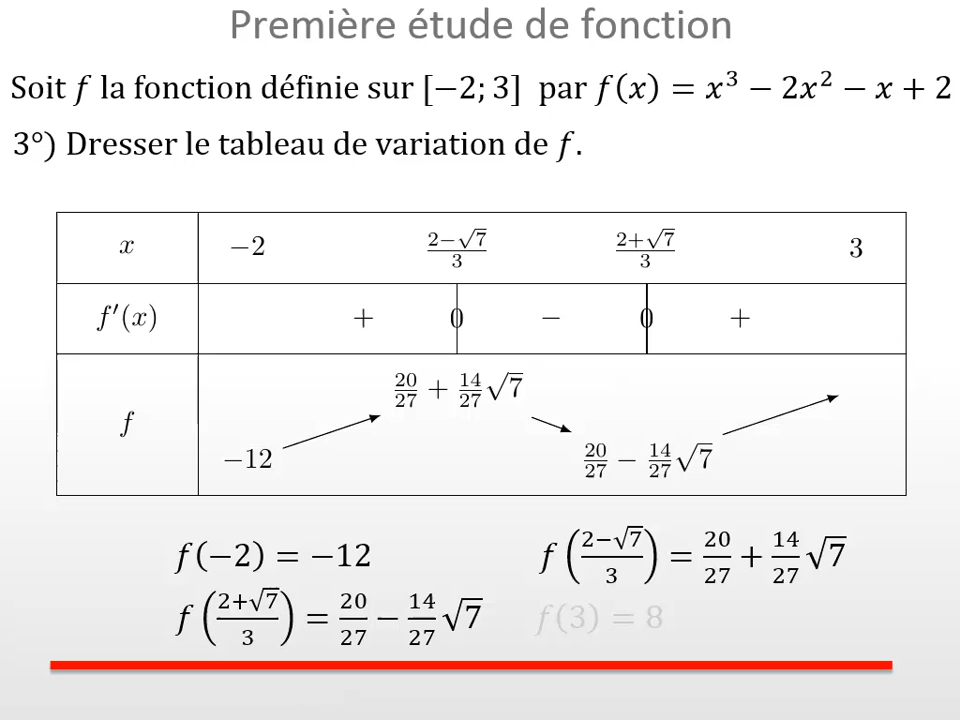 Première étude de fonction
Soit f la fonction définie sur [−2; 3] par f(x) = x³ − 2x² − x + 2
3°) Dresser le tableau de variation de f.
x −2 (2−√7)/3 (2+√7)/3 3
f′(x) + 0 − 0 +
20/27 + 14/27 √7
f
−12 20/27 − 14/27 √7
f(−2) = −12 f((2−√7)/3) = 20/27 + 14/27 √7
f((2+√7)/3) = 20/27 − 14/27 √7 f(3) = 8